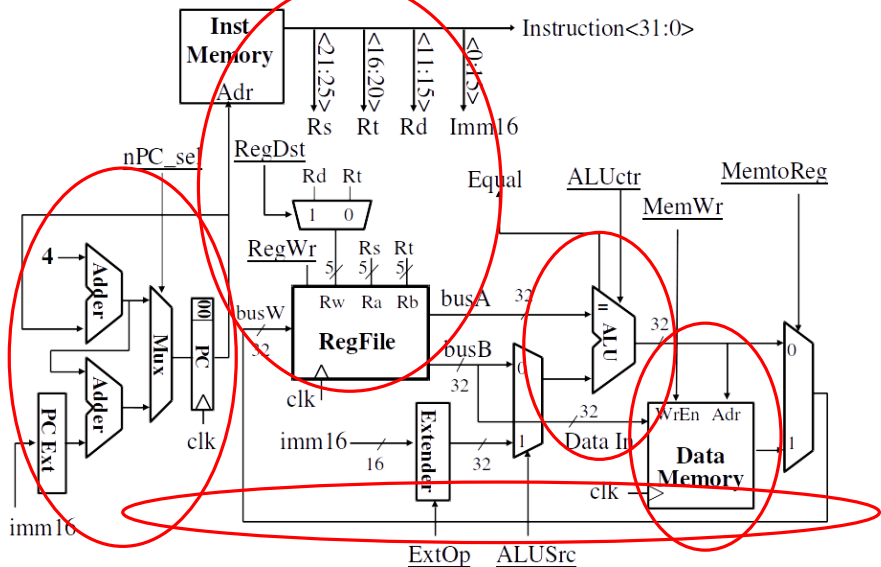 Inst
Memory
Adr
Instruction<31:0>
<21:25>
<16:20>
<11:15>
<0:15>
Rs
Rt
Rd
Imm16
nPC_sel
RegDst
Rd
Rt
1
0
Equal
ALUctr
MemWr
MemtoReg
4
Adder
Adder
Mux
00
PC
PC Ext
clk
imm16
RegWr
Rs
Rt
5
5
5
busW
32
Rw
Ra
Rb
RegFile
clk
busA
32
busB
32
0
1
=
ALU
32
imm16
16
Extender
32
32
Data In
WrEn
Adr
Data
Memory
clk
0
1
ExtOp
ALUSrc